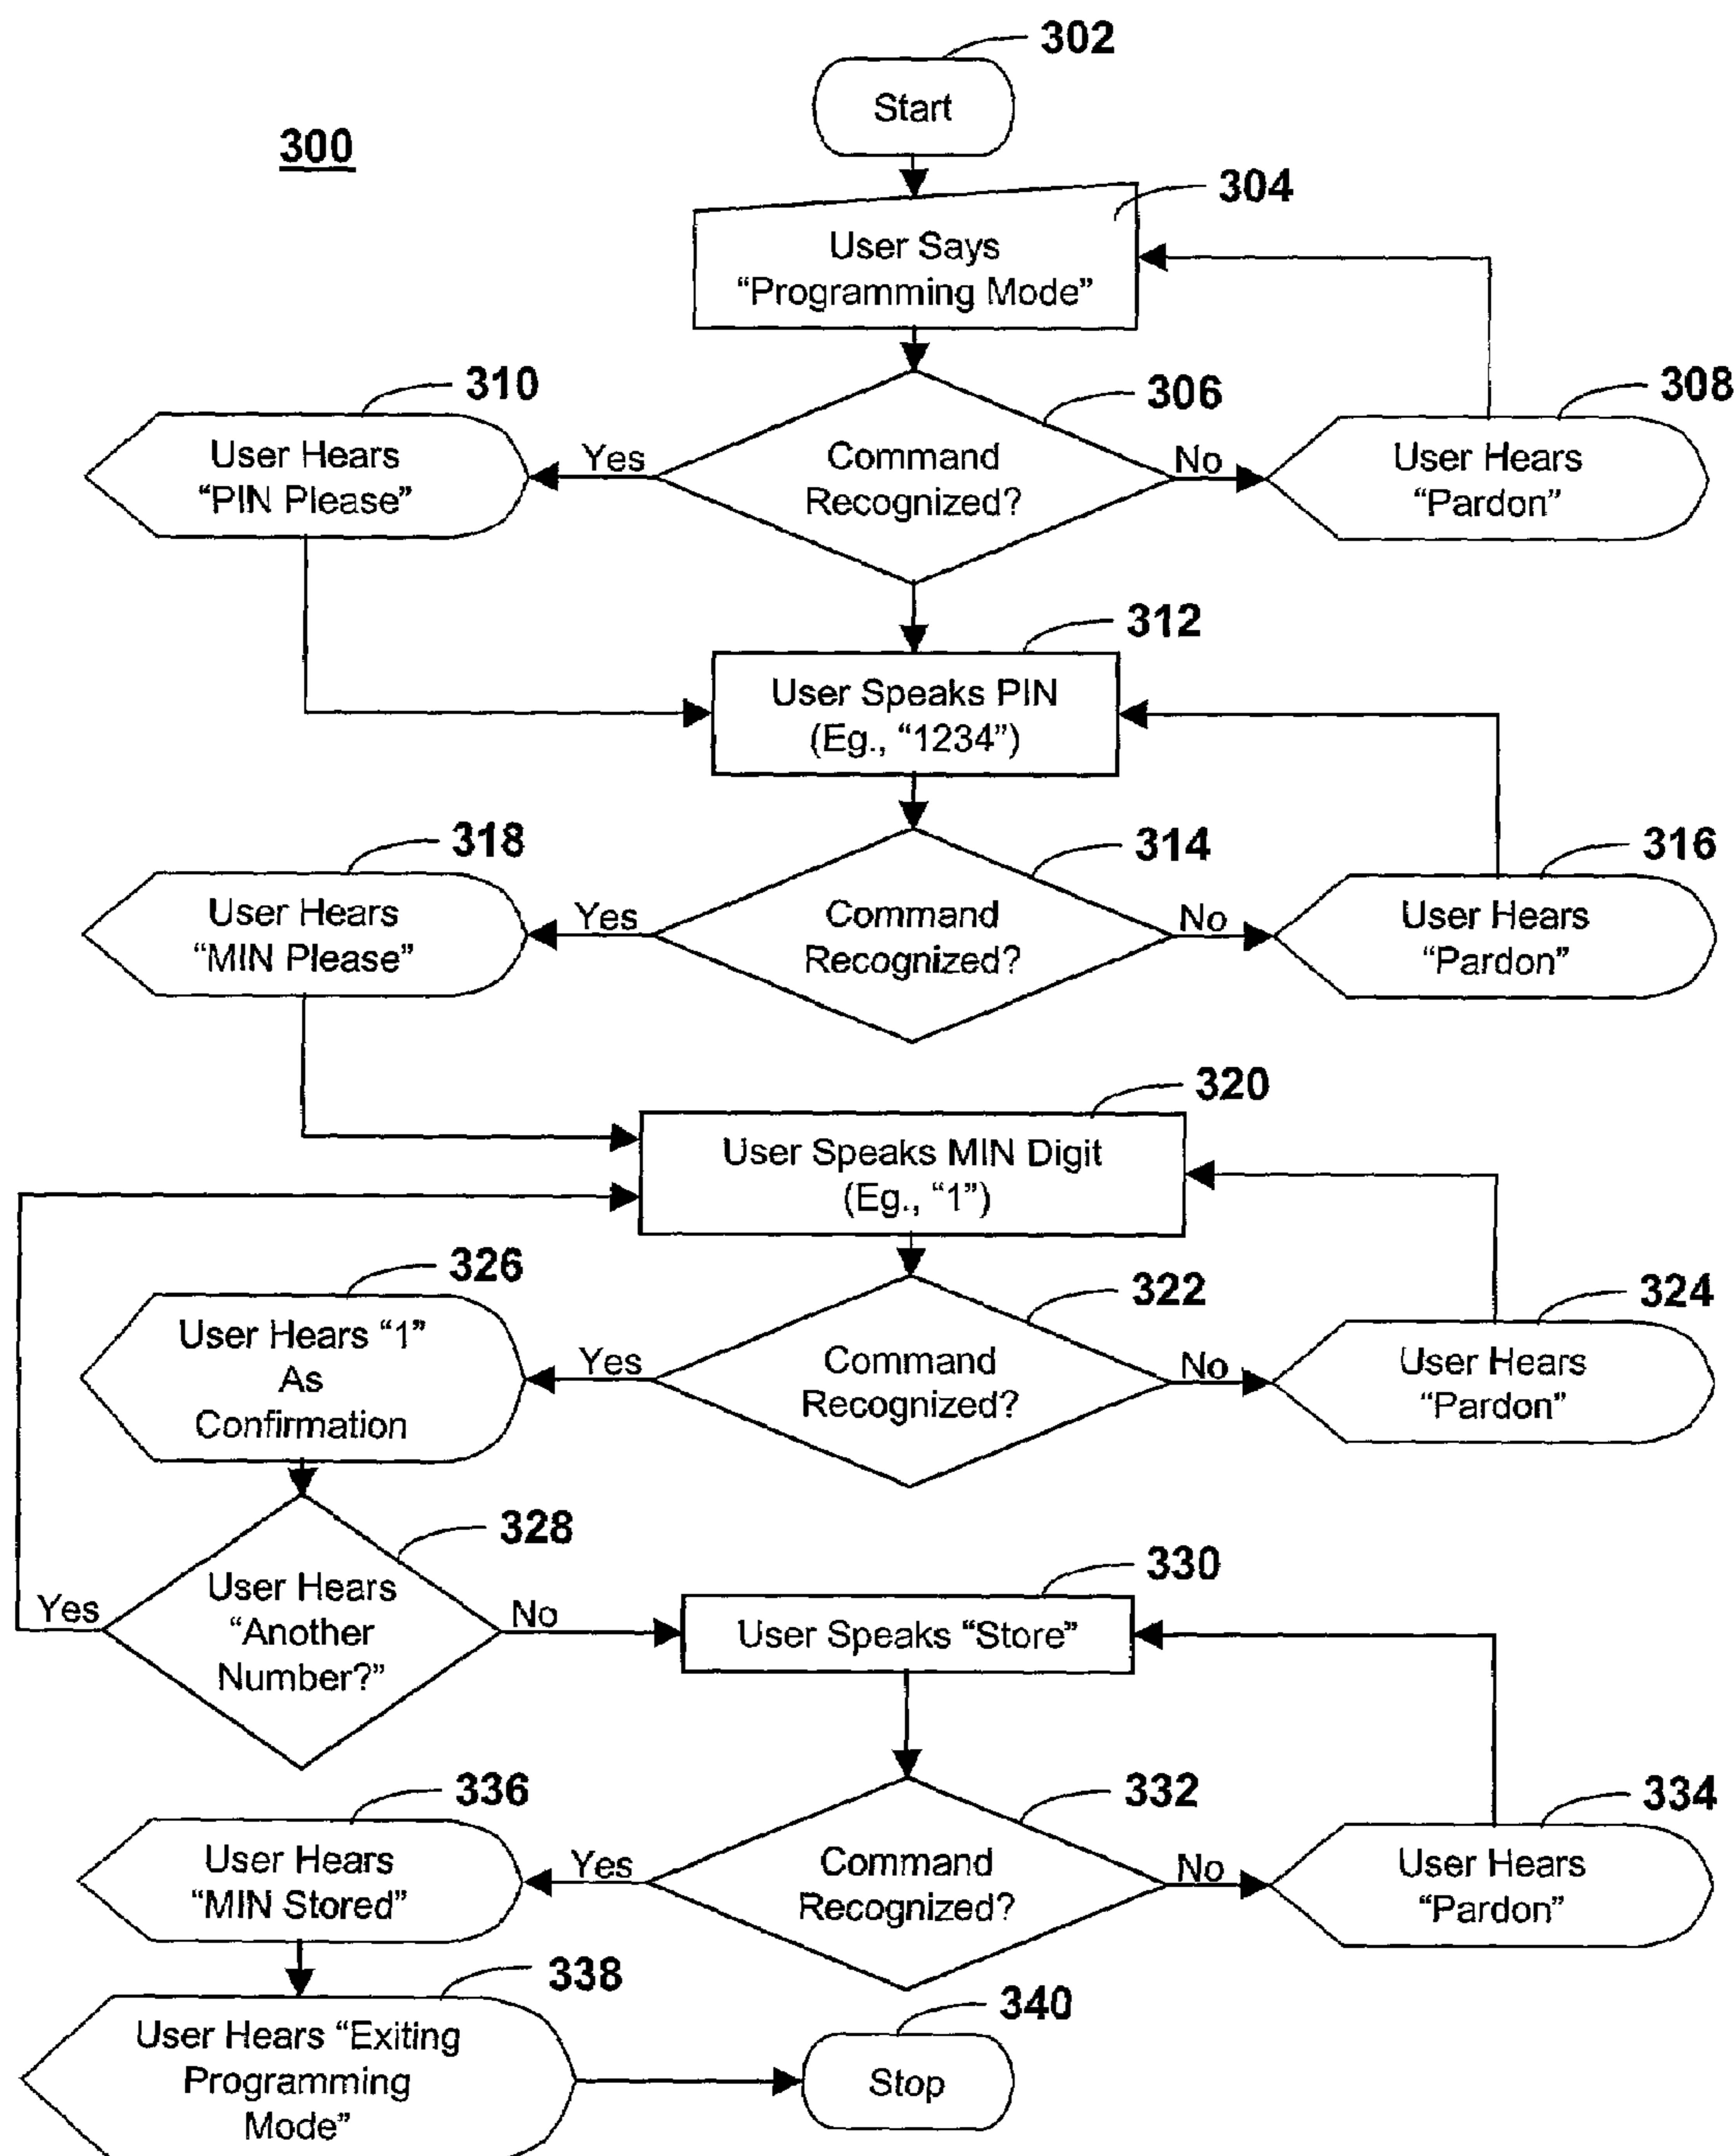 302
Start
300
304
User Says
“Programming Mode”
310
306
308
User Hears
“PIN Please”
Yes
Command
Recognized?
No
User Hears
“Pardon”
312
User Speaks PIN
(Eg., “1234”)
318
314
316
User Hears
“MIN Please”
Yes
Command
Recognized?
No
User Hears
“Pardon”
320
User Speaks MIN Digit
(Eg., “1”)
326
322
324
User Hears “1”
As
Confirmation
Yes
Command
Recognized?
No
User Hears
“Pardon”
328
User Hears
“Another
Number?”
Yes
No
330
User Speaks “Store”
336
332
334
User Hears
“MIN Stored”
Yes
Command
Recognized?
No
User Hears
“Pardon”
338
User Hears “Exiting
Programming
Mode”
340
Stop